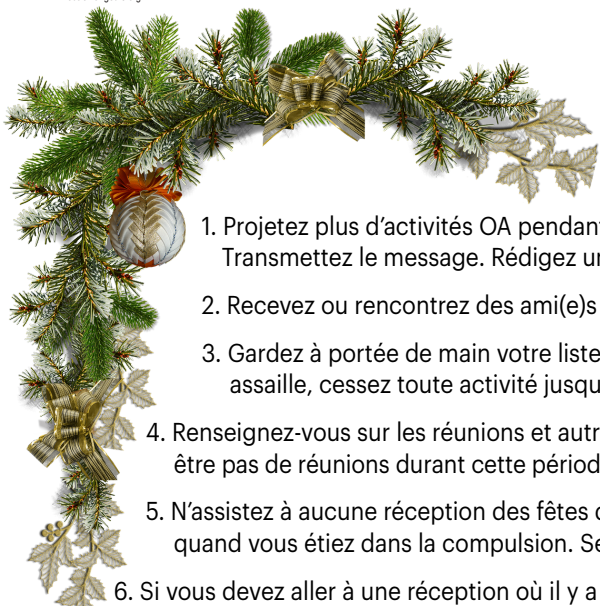 1. Projetez plus d’activités OA pendant
Transmettez le message. Rédigez un
2. Recevez ou rencontrez des ami(e)s
3. Gardez à portée de main votre liste
assaille, cessez toute activité jusqu
4. Renseignez-vous sur les réunions et autr
être pas de réunions durant cette périod
5. N’assistez à aucune réception des fêtes
quand vous étiez dans la compulsion. Se
6. Si vous devez aller à une réception où il y a